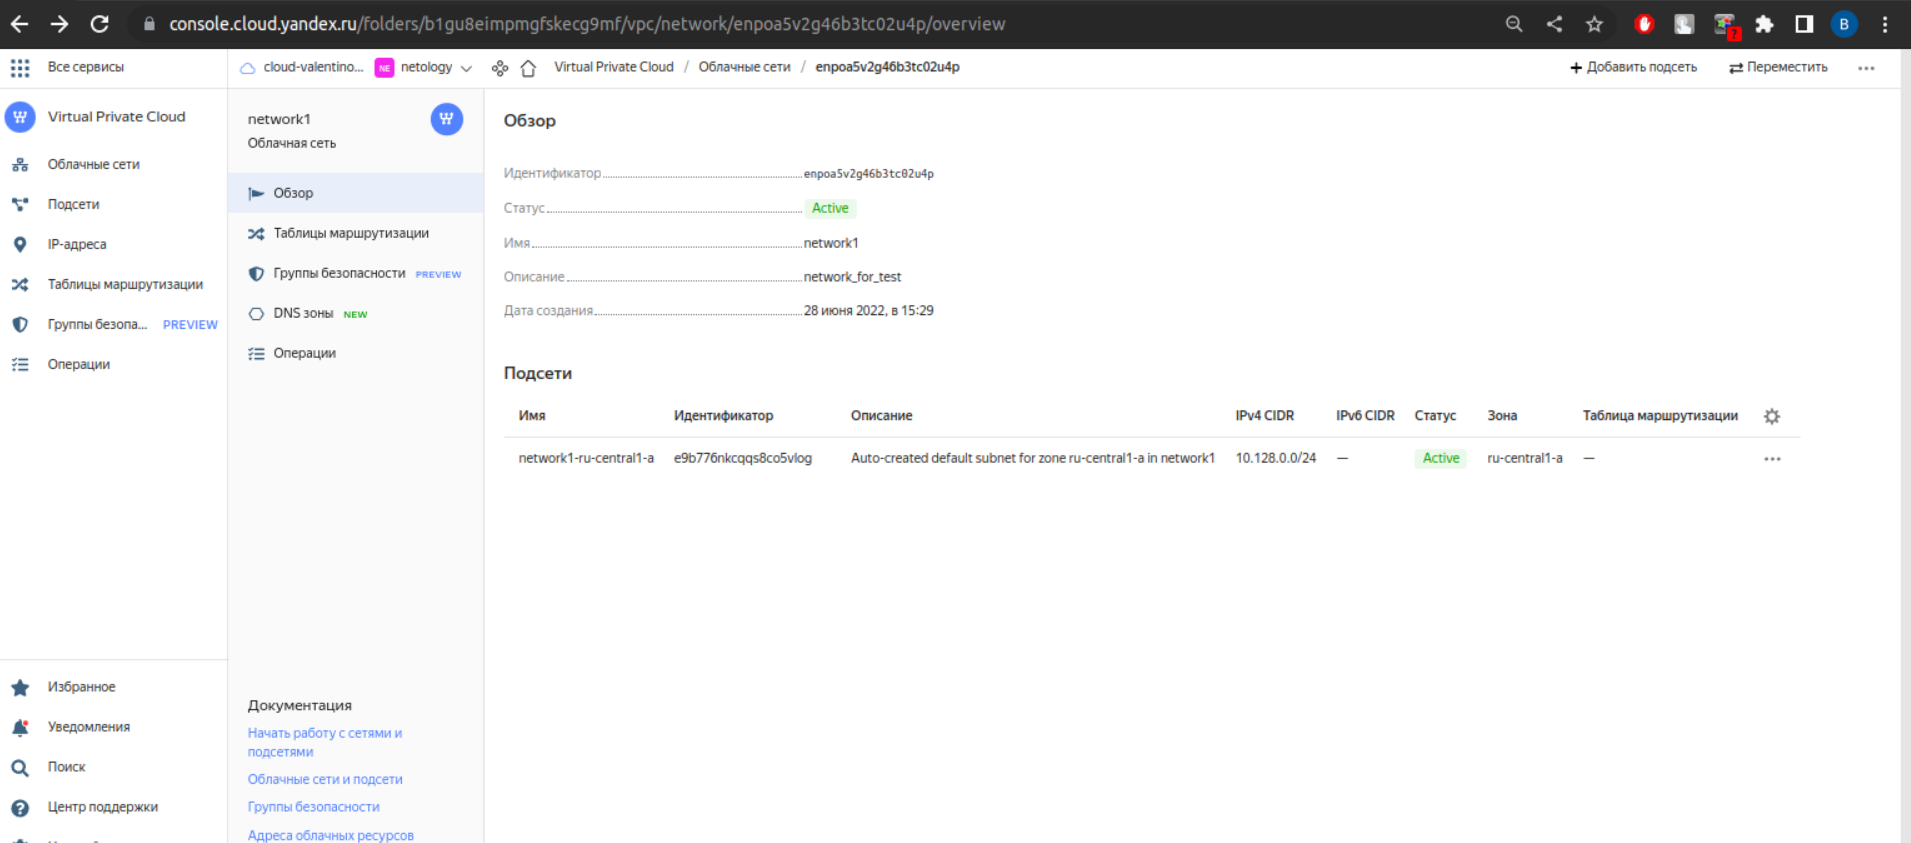 console.cloud.yandex.ru/folders/b1gu8eimpmgfskecg9mf/vpc/network/enpoa5v2g46b3tc02u4p/overview
?
B
Все сервисы
cloud-valentino... NE netology
Virtual Private Cloud / Облачные сети / enpoa5v2g46b3tc02u4p
+ Добавить подсеть
Переместить
Virtual Private Cloud
Облачные сети
Подсети
IP-адреса
Таблицы маршрутизации
Группы безопа... PREVIEW
Операции
Избранное
Уведомления
Поиск
Центр поддержки
network1
Облачная сеть
Обзор
Таблицы маршрутизации
Группы безопасности PREVIEW
DNS зоны NEW
Операции
Документация
Начать работу с сетями и
подсетями
Облачные сети и подсети
Группы безопасности
Адреса облачных ресурсов
Обзор
Идентификатор enpoa5v2g46b3tc02u4p
Статус Active
Имя network1
Описание network_for_test
Дата создания 28 июня 2022, в 15:29
Подсети
Имя Идентификатор Описание IPv4 CIDR IPv6 CIDR Статус Зона Таблица маршрутизации
network1-ru-central1-a e9b776nkcqqs8co5vlog Auto-created default subnet for zone ru-central1-a in network1 10.128.0.0/24 — Active ru-central1-a —